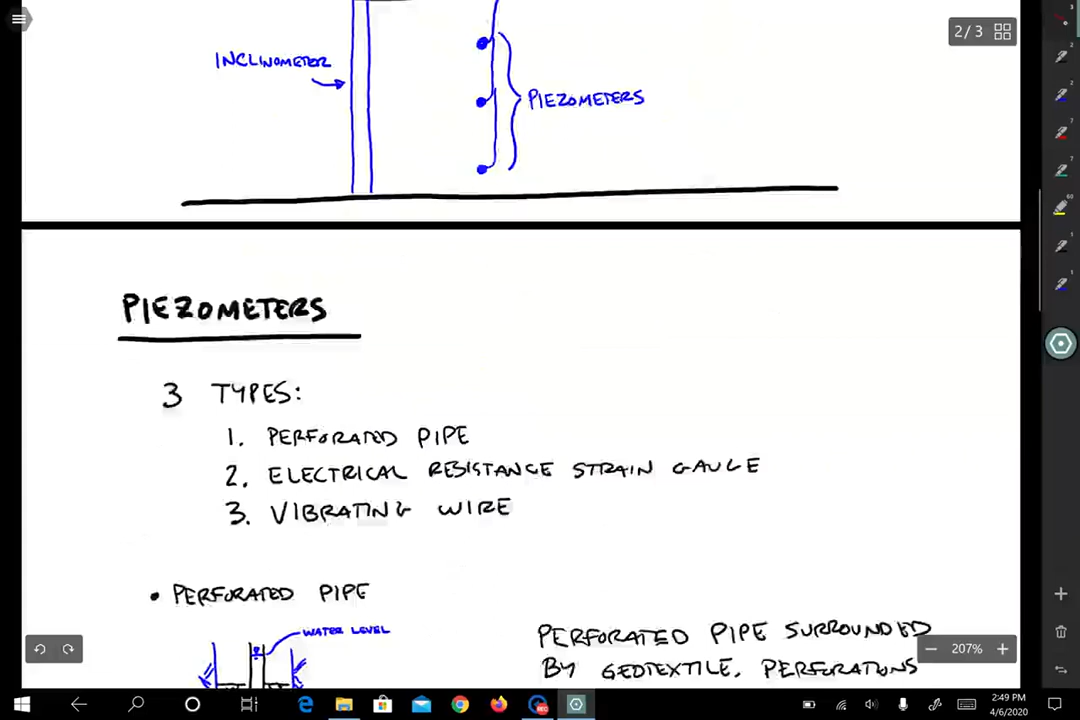 2/3
INCLINOMETER
PIEZOMETERS
PIEZOMETERS
3 TYPES:
1. PERFORATED PIPE
2. ELECTRICAL RESISTANCE STRAIN GAUGE
3. VIBRATING WIRE
• PERFORATED PIPE
WATER LEVEL
PERFORATED PIPE SURROUNDED
BY GEOTEXTILE. PERFORATIONS
207%
2:49 PM
4/6/2020